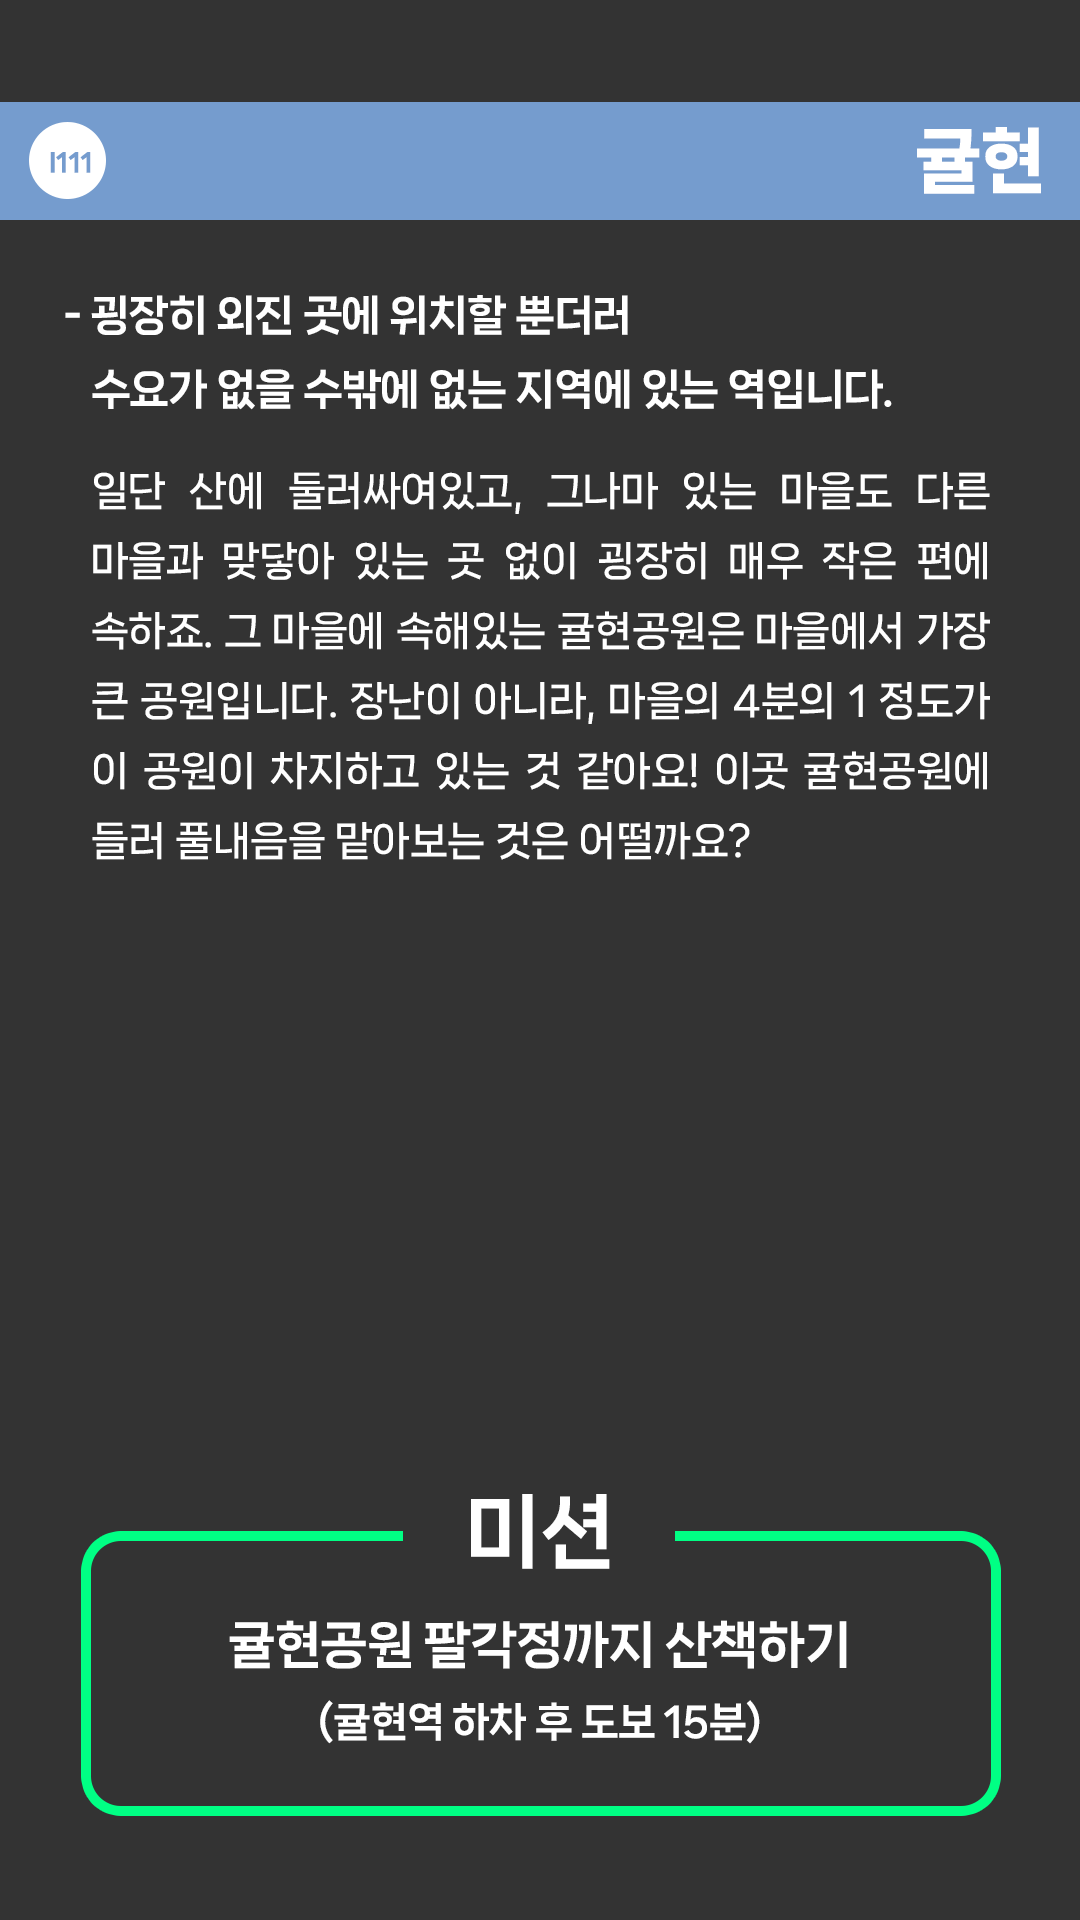 I111
귤현
- 굉장히 외진 곳에 위치할 뿐더러
수요가 없을 수밖에 없는 지역에 있는 역입니다.
일단 산에 둘러싸여있고, 그나마 있는 마을도 다른
마을과 맞닿아 있는 곳 없이 굉장히 매우 작은 편에
속하죠. 그 마을에 속해있는 귤현공원은 마을에서 가장
큰 공원입니다. 장난이 아니라, 마을의 4분의 1 정도가
이 공원이 차지하고 있는 것 같아요! 이곳 귤현공원에
들러 풀내음을 맡아보는 것은 어떨까요?
미션
귤현공원 팔각정까지 산책하기
(귤현역 하차 후 도보 15분)